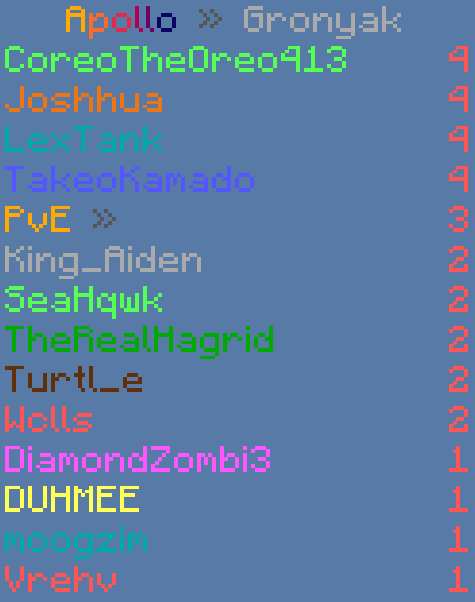 Apollo » Gronyak
CoreoTheOreo413 4
Joshhua 4
LexTank 4
TakeoKamado 4
PvE » 3
King_Aiden 2
SeaHqwk 2
TheRealHagrid 2
Turtl_e 2
Wolls 2
DiamondZombi3 1
DUHMEE 1
moogzim 1
Vrehv 1